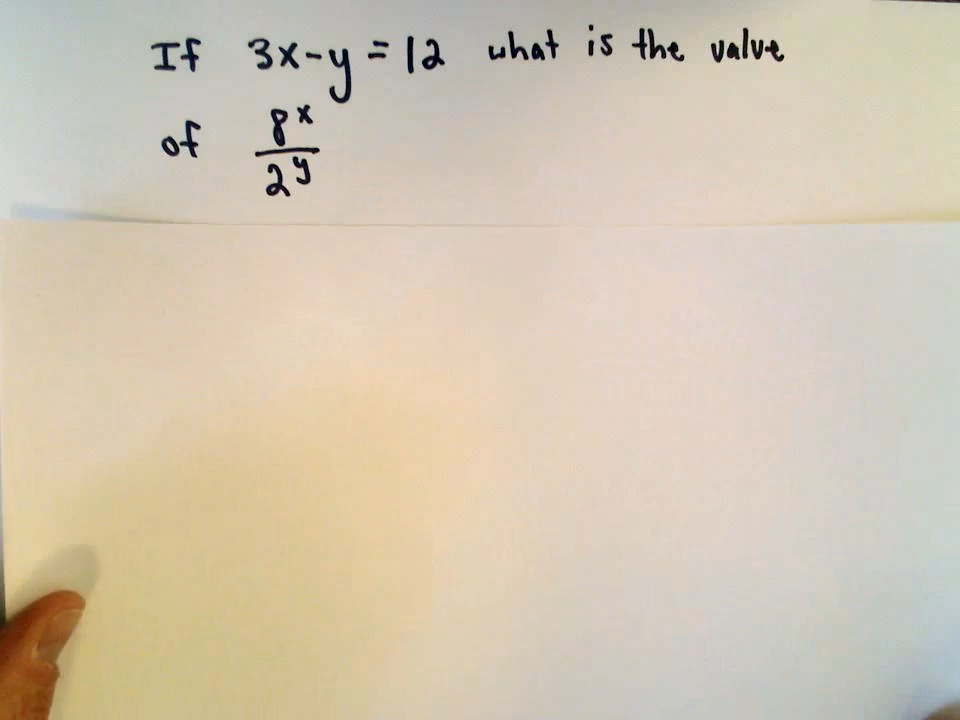 If 3x-y = 12 what is the value
of 8^x/2^y